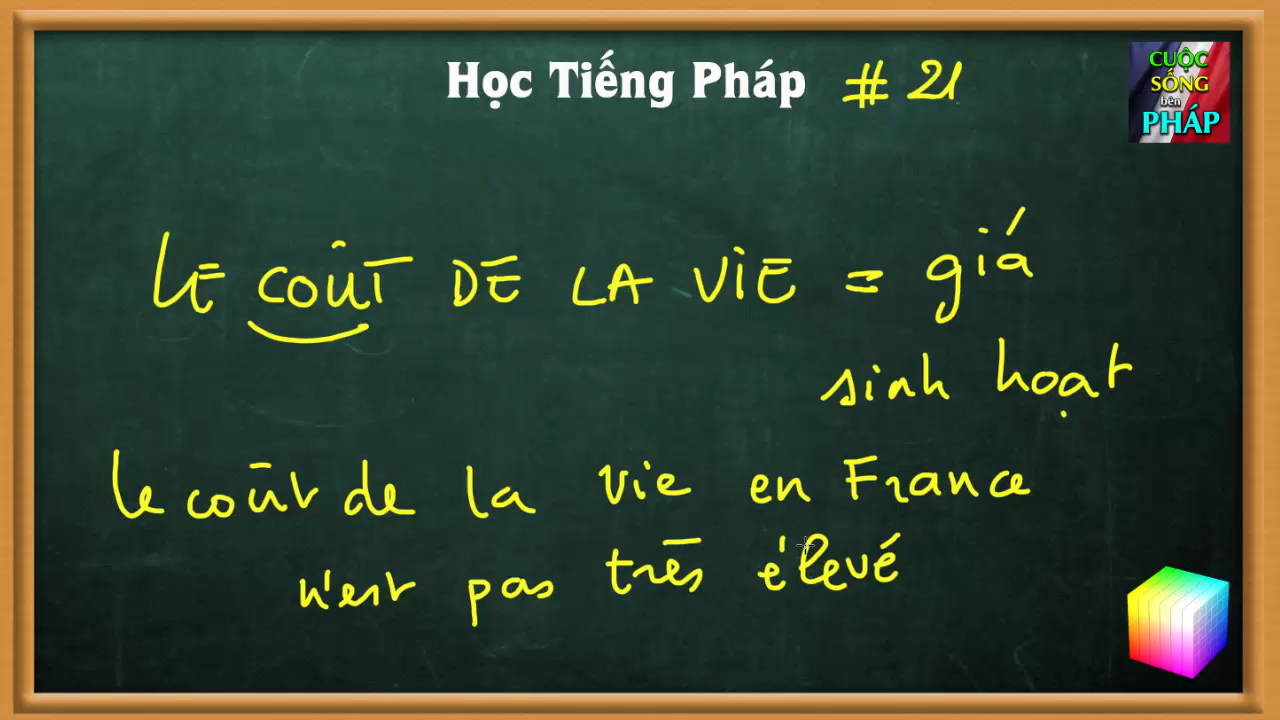 Học Tiếng Pháp # 21
CUỘC
SỐNG
bên
PHÁP
LE COÛT DE LA VIE = giá
sinh hoạt
le coût de la vie en France
n'est pas très élevé